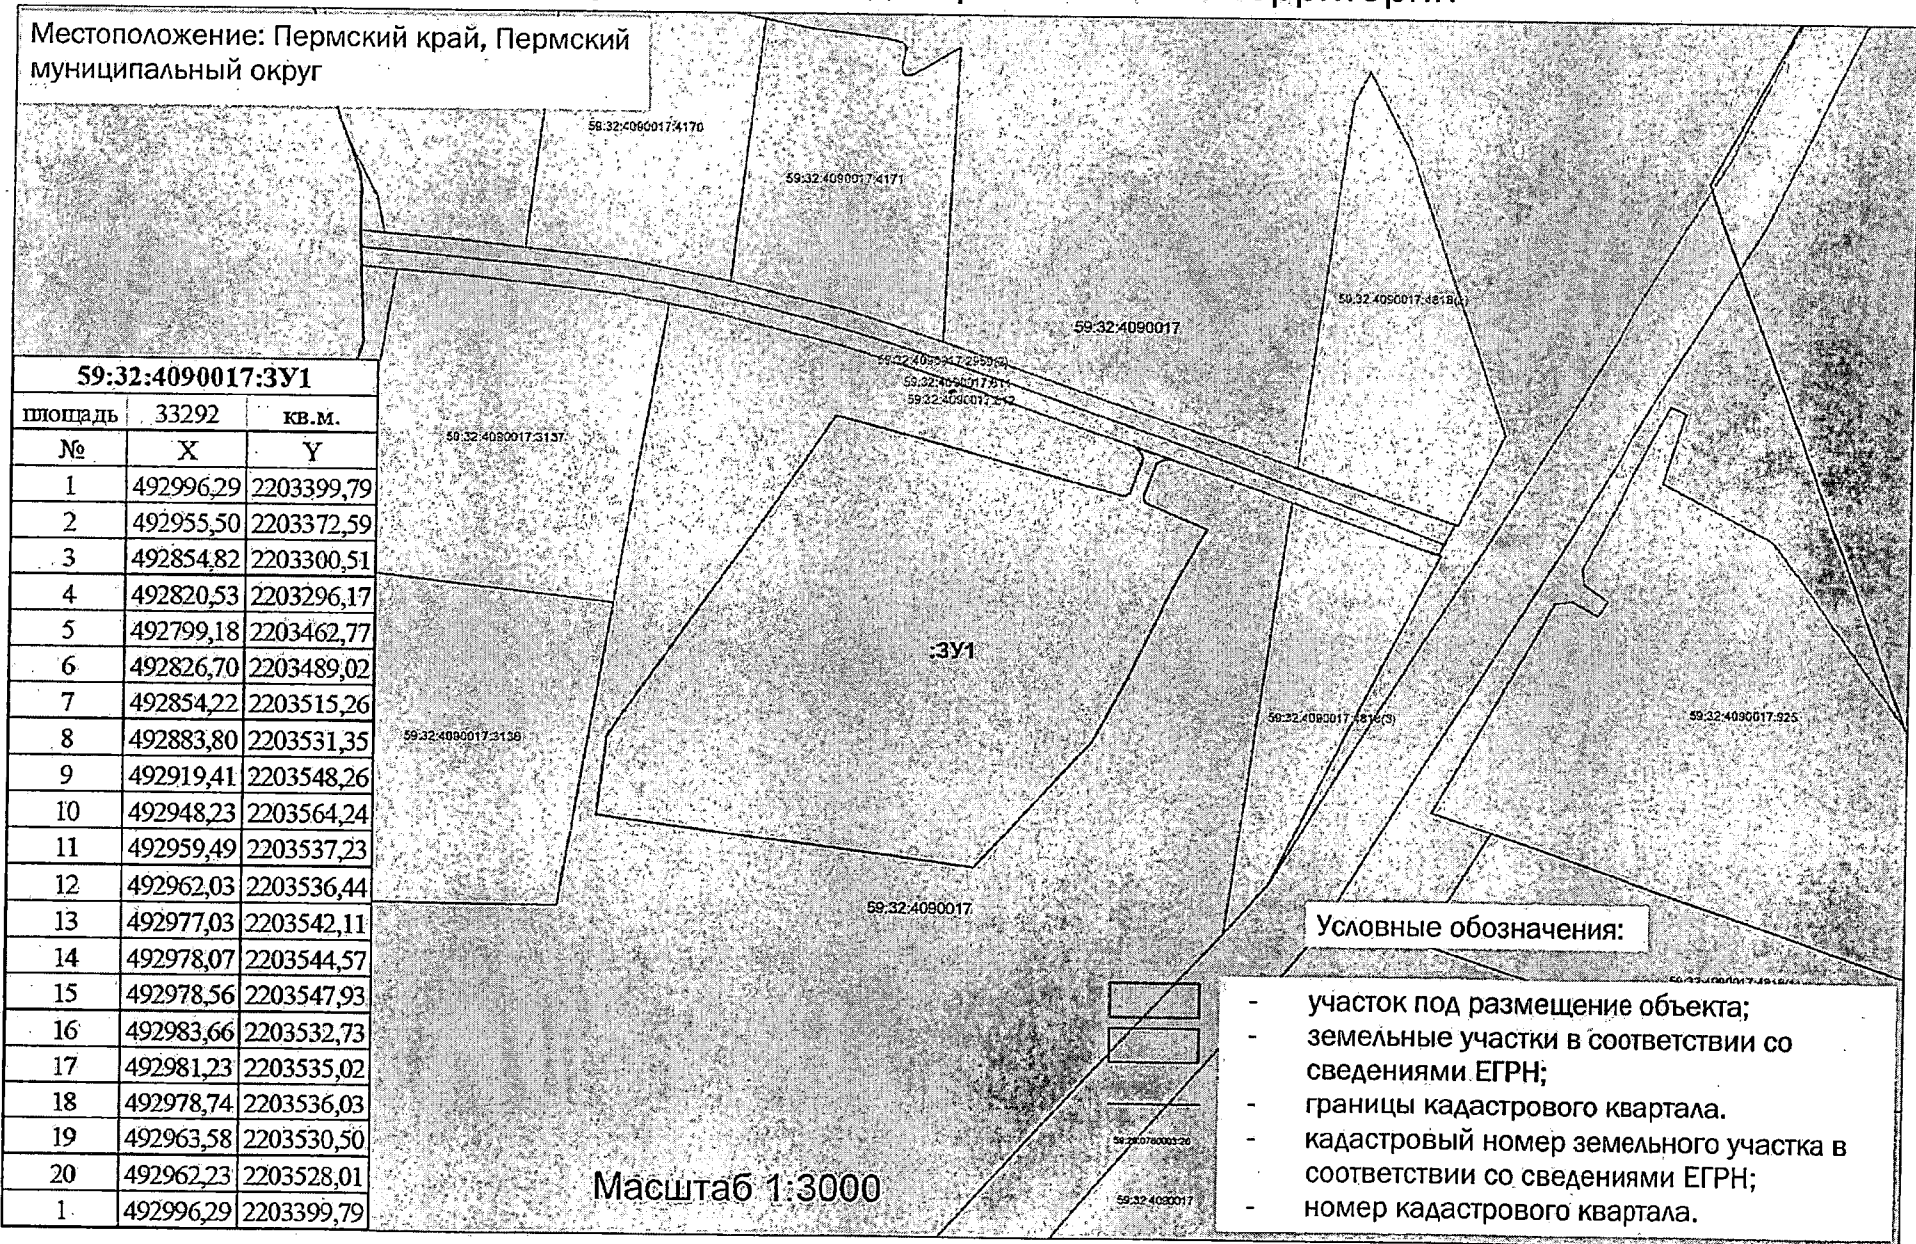 Местоположение: Пермский край, Пермский
муниципальный округ
59:32:4090017:4170
59:32:4090017:4171
59:32:4090017
59:32:4090017:3137
:ЗУ1
59:32:4090017:3136
59:32:4090017:925
59:32:4090017
59:32:4090017:ЗУ1
площадь 33292 кв.м.
№ X Y
1 492996,29 2203399,79
2 492955,50 2203372,59
3 492854,82 2203300,51
4 492820,53 2203296,17
5 492799,18 2203462,77
6 492826,70 2203489,02
7 492854,22 2203515,26
8 492883,80 2203531,35
9 492919,41 2203548,26
10 492948,23 2203564,24
11 492959,49 2203537,23
12 492962,03 2203536,44
13 492977,03 2203542,11
14 492978,07 2203544,57
15 492978,56 2203547,93
16 492983,66 2203532,73
17 492981,23 2203535,02
18 492978,74 2203536,03
19 492963,58 2203530,50
20 492962,23 2203528,01
1 492996,29 2203399,79
Масштаб 1:3000
Условные обозначения:
- участок под размещение объекта;
- земельные участки в соответствии со
сведениями ЕГРН;
- границы кадастрового квартала.
- кадастровый номер земельного участка в
соответствии со сведениями ЕГРН;
- номер кадастрового квартала.
59:32:4090017